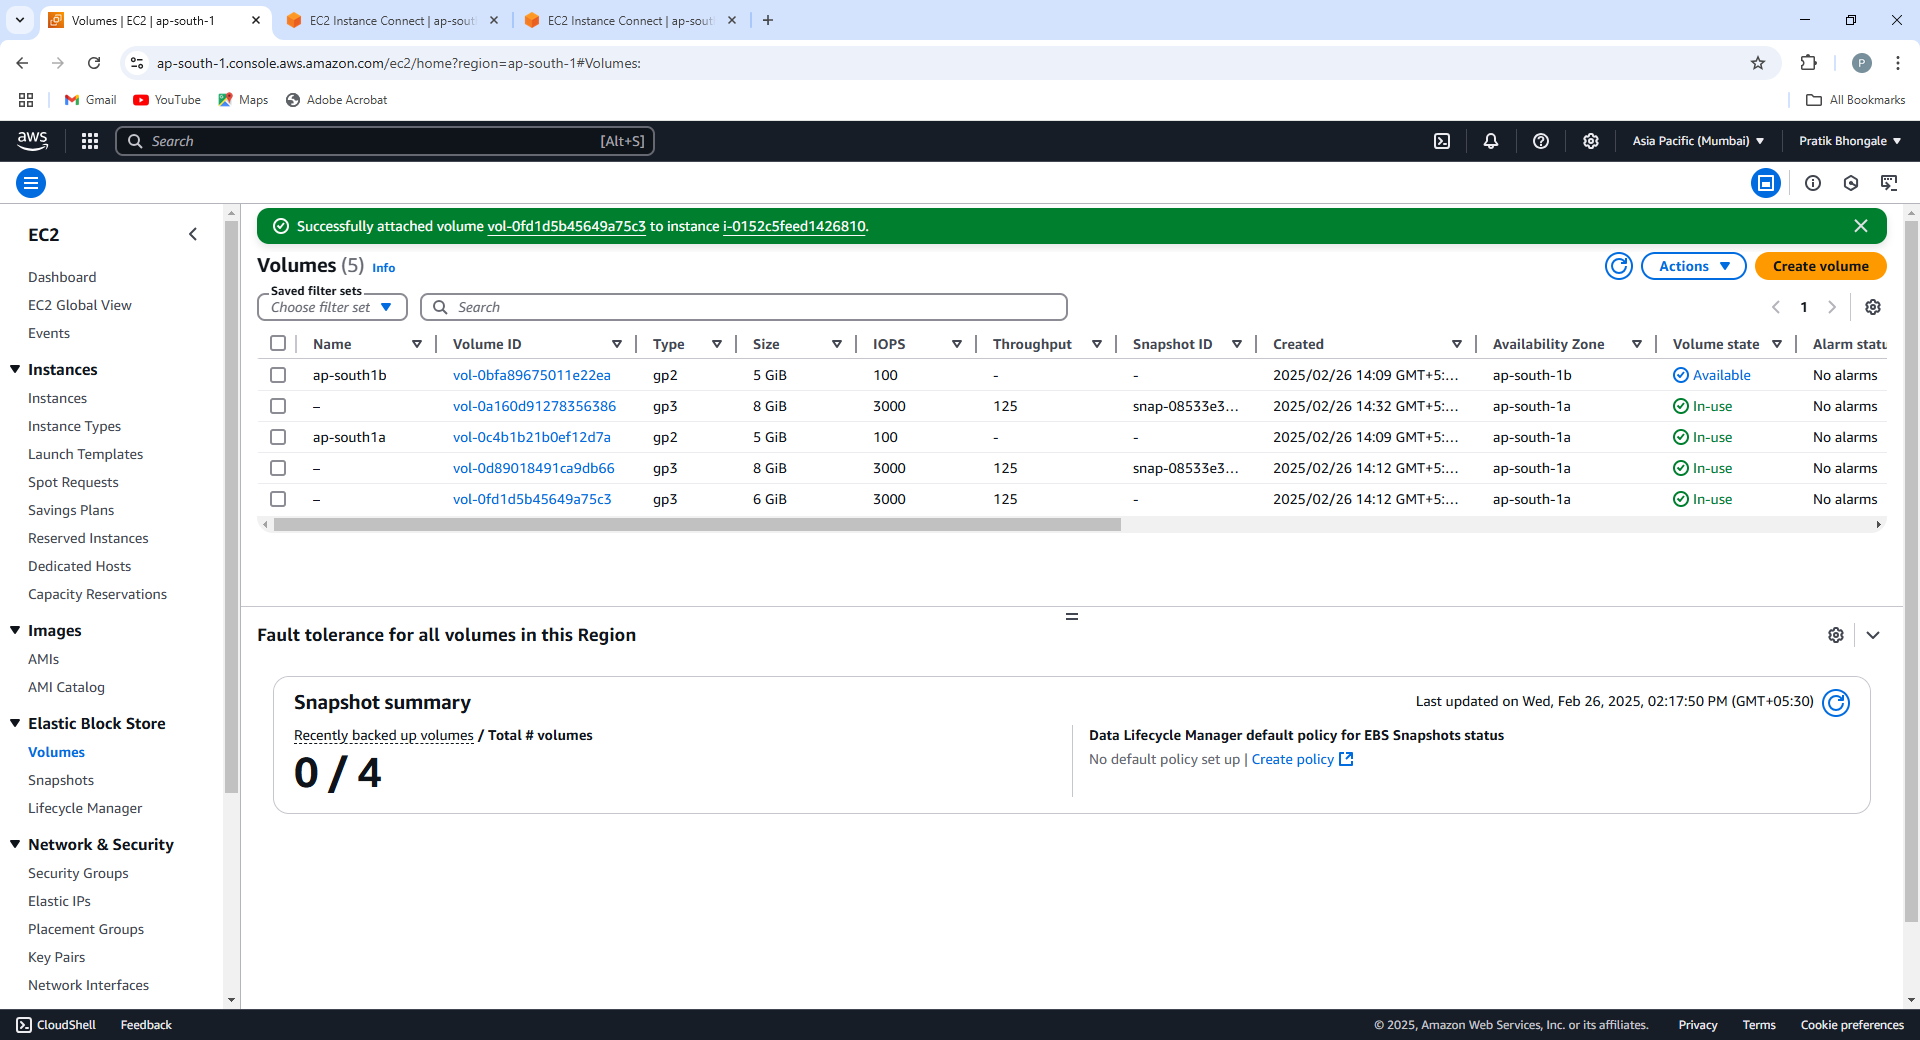 Volumes | EC2 | ap-south-1
EC2 Instance Connect | ap-sout
EC2 Instance Connect | ap-sout
ap-south-1.console.aws.amazon.com/ec2/home?region=ap-south-1#Volumes:
P
Gmail YouTube Maps Adobe Acrobat All Bookmarks
aws Search [Alt+S] Asia Pacific (Mumbai) Pratik Bhongale
EC2
Dashboard
EC2 Global View
Events
Instances
Instances
Instance Types
Launch Templates
Spot Requests
Savings Plans
Reserved Instances
Dedicated Hosts
Capacity Reservations
Images
AMIs
AMI Catalog
Elastic Block Store
Volumes
Snapshots
Lifecycle Manager
Network & Security
Security Groups
Elastic IPs
Placement Groups
Key Pairs
Network Interfaces
Successfully attached volume vol-0fd1d5b45649a75c3 to instance i-0152c5feed1426810.
Volumes (5) Info Actions Create volume
Saved filter sets
Choose filter set Search 1
Name Volume ID Type Size IOPS Throughput Snapshot ID Created Availability Zone Volume state Alarm statu
ap-south1b vol-0bfa89675011e22ea gp2 5 GiB 100 - - 2025/02/26 14:09 GMT+5:... ap-south-1b Available No alarms
– vol-0a160d91278356386 gp3 8 GiB 3000 125 snap-08533e3... 2025/02/26 14:32 GMT+5:... ap-south-1a In-use No alarms
ap-south1a vol-0c4b1b21b0ef12d7a gp2 5 GiB 100 - - 2025/02/26 14:09 GMT+5:... ap-south-1a In-use No alarms
– vol-0d89018491ca9db66 gp3 8 GiB 3000 125 snap-08533e3... 2025/02/26 14:12 GMT+5:... ap-south-1a In-use No alarms
– vol-0fd1d5b45649a75c3 gp3 6 GiB 3000 125 - 2025/02/26 14:12 GMT+5:... ap-south-1a In-use No alarms
Fault tolerance for all volumes in this Region
Snapshot summary
Last updated on Wed, Feb 26, 2025, 02:17:50 PM (GMT+05:30)
Recently backed up volumes / Total # volumes
0 / 4
Data Lifecycle Manager default policy for EBS Snapshots status
No default policy set up | Create policy
CloudShell Feedback © 2025, Amazon Web Services, Inc. or its affiliates. Privacy Terms Cookie preferences